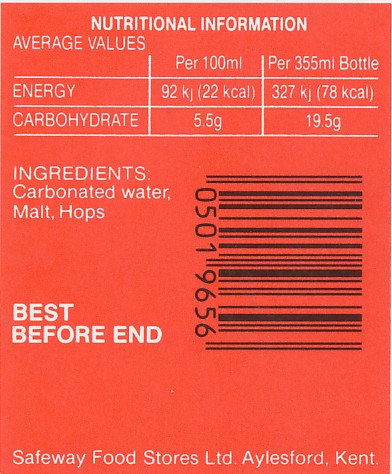 NUTRITIONAL INFORMATION
AVERAGE VALUES
Per 100ml Per 355ml Bottle
ENERGY 92 kj (22 kcal) 327 kj (78 kcal)
CARBOHYDRATE 5.5g 19.5g
INGREDIENTS:
Carbonated water,
Malt, Hops
05019656
BEST
BEFORE END
Safeway Food Stores Ltd. Aylesford, Kent.